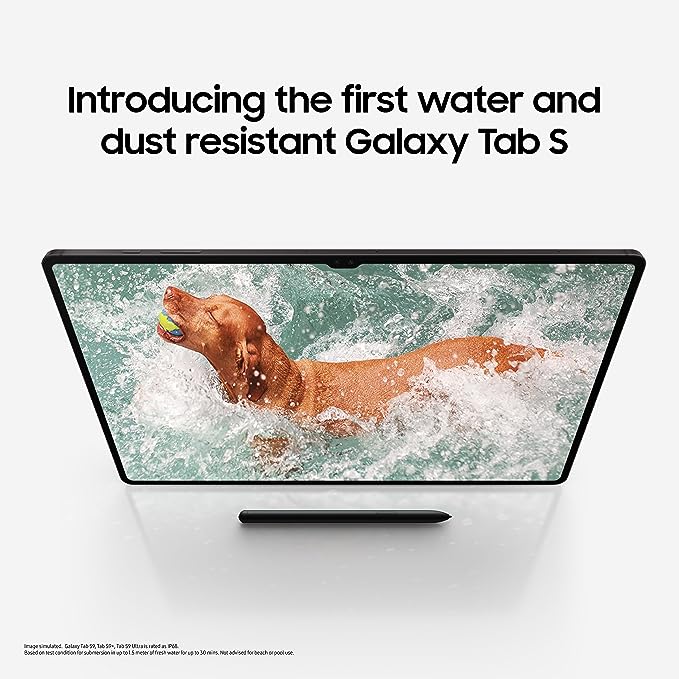 Introducing the first water and
dust resistant Galaxy Tab S
Image simulated. Galaxy Tab S9, Tab S9+, Tab S9 Ultra is rated as IP68.
Based on test condition for submersion in up to 1.5 meter of fresh water for up to 30 mins. Not advised for beach or pool use.